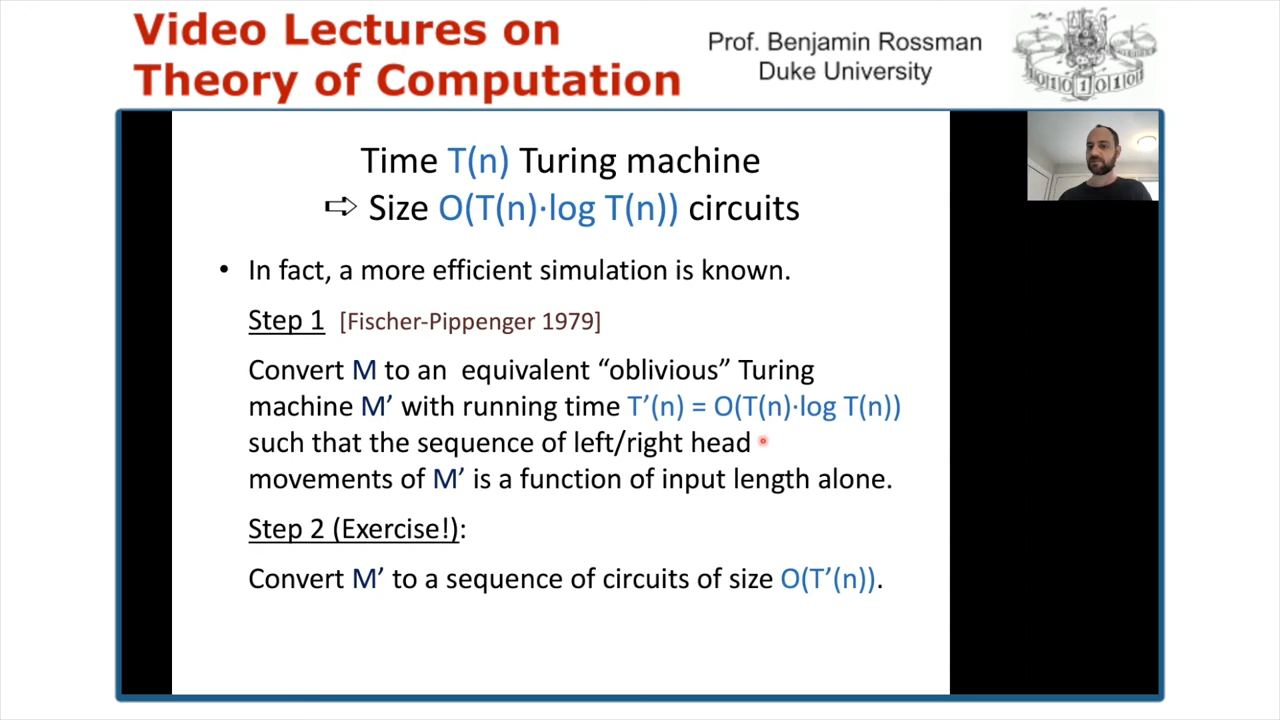 Video Lectures on
Theory of Computation
Prof. Benjamin Rossman
Duke University
Time T(n) Turing machine
⇨ Size O(T(n)·log T(n)) circuits
• In fact, a more efficient simulation is known.
Step 1 [Fischer-Pippenger 1979]
Convert M to an equivalent “oblivious” Turing
machine M’ with running time T’(n) = O(T(n)·log T(n))
such that the sequence of left/right head
movements of M’ is a function of input length alone.
Step 2 (Exercise!):
Convert M’ to a sequence of circuits of size O(T’(n)).